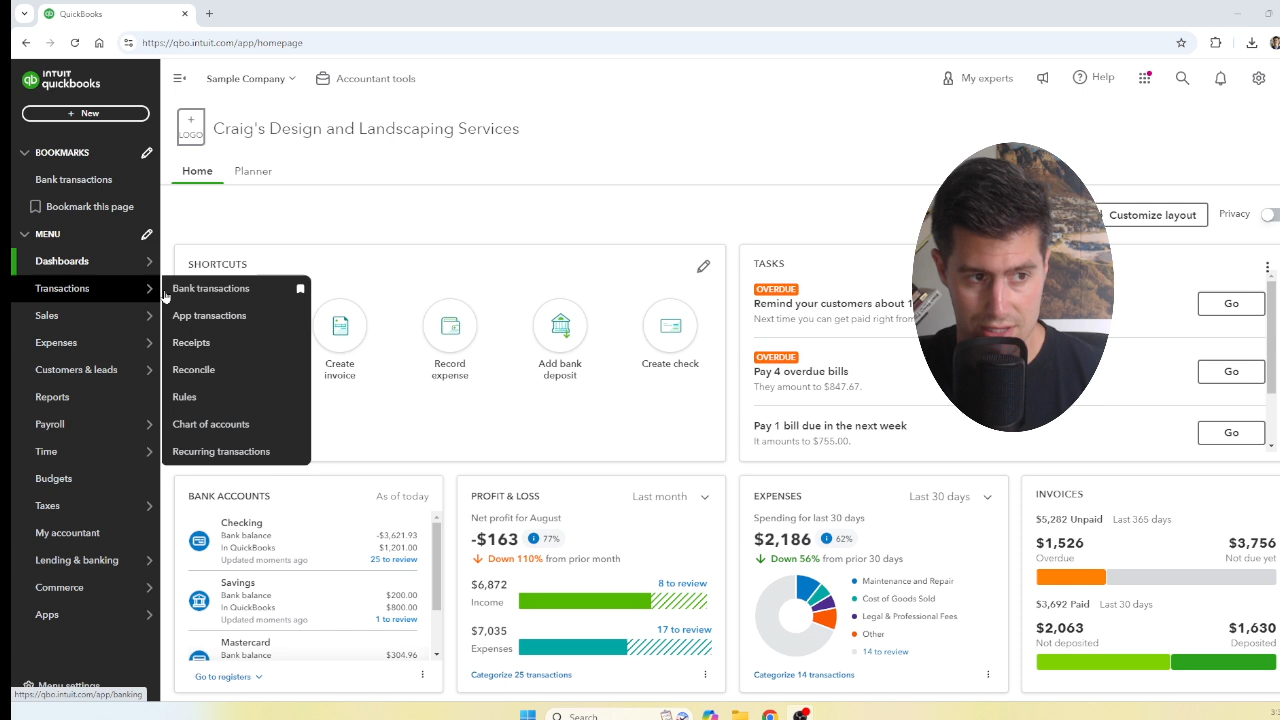 QuickBooks
https://qbo.intuit.com/app/homepage
INTUIT
quickbooks
Sample Company
Accountant tools
My experts
Help
+ New
BOOKMARKS
Bank transactions
Bookmark this page
MENU
Dashboards
Transactions
Sales
Expenses
Customers & leads
Reports
Payroll
Time
Budgets
Taxes
My accountant
Lending & banking
Commerce
Apps
Menu settings
https://qbo.intuit.com/app/banking
Bank transactions
App transactions
Receipts
Reconcile
Rules
Chart of accounts
Recurring transactions
+
LOGO
Craig's Design and Landscaping Services
Home
Planner
Customize layout
Privacy
SHORTCUTS
Create
invoice
Record
expense
Add bank
deposit
Create check
TASKS
OVERDUE
Remind your customers about 1
Next time you can get paid right from
Go
OVERDUE
Pay 4 overdue bills
They amount to $847.67.
Go
Pay 1 bill due in the next week
It amounts to $755.00.
Go
BANK ACCOUNTS
As of today
Checking
Bank balance
-$3,621.93
In QuickBooks
$1,201.00
Updated moments ago
25 to review
Savings
Bank balance
$200.00
In QuickBooks
$800.00
Updated moments ago
1 to review
Mastercard
Bank balance
$304.96
Go to registers
PROFIT & LOSS
Last month
Net profit for August
-$163
77%
Down 110% from prior month
$6,872
Income
8 to review
$7,035
Expenses
17 to review
Categorize 25 transactions
EXPENSES
Last 30 days
Spending for last 30 days
$2,186
62%
Down 56% from prior 30 days
Maintenance and Repair
Cost of Goods Sold
Legal & Professional Fees
Other
14 to review
Categorize 14 transactions
INVOICES
$5,282 Unpaid
Last 365 days
$1,526
$3,756
Overdue
Not due yet
$3,692 Paid
Last 30 days
$2,063
$1,630
Not deposited
Deposited
Search